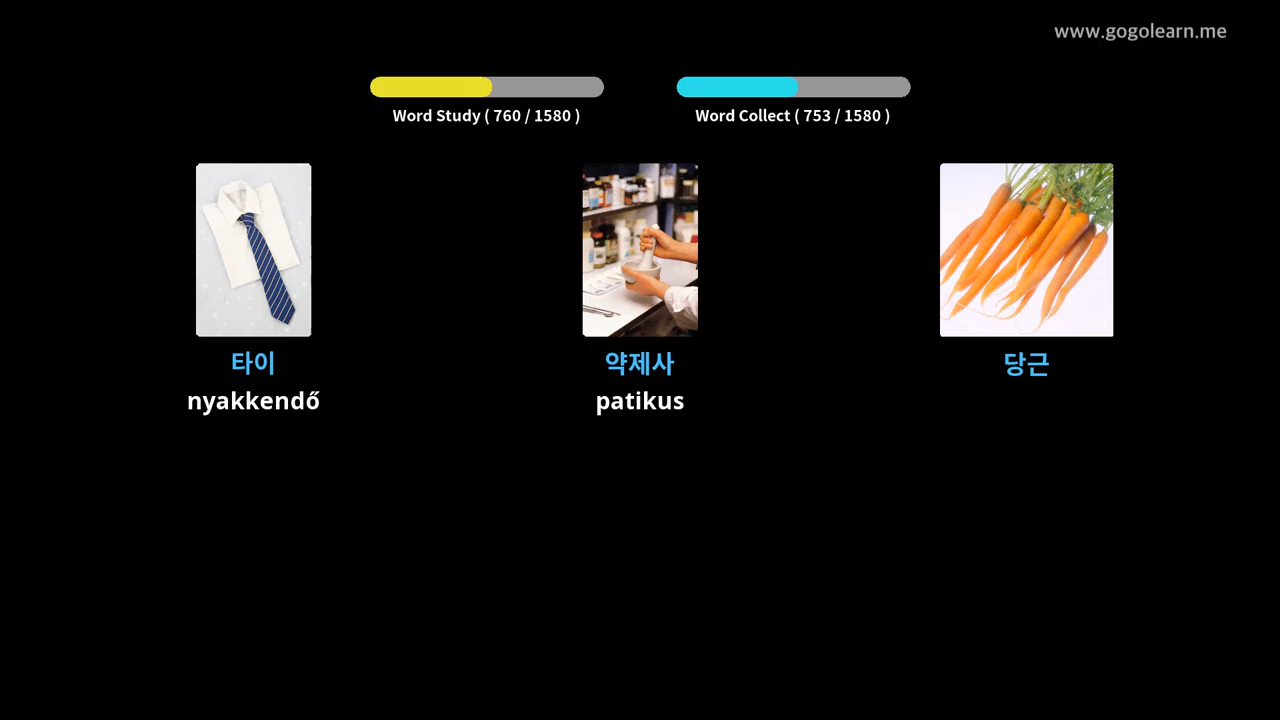 www.gogolearn.me
Word Study ( 760 / 1580 )
Word Collect ( 753 / 1580 )
타이
약제사
당근
nyakkendő
patikus